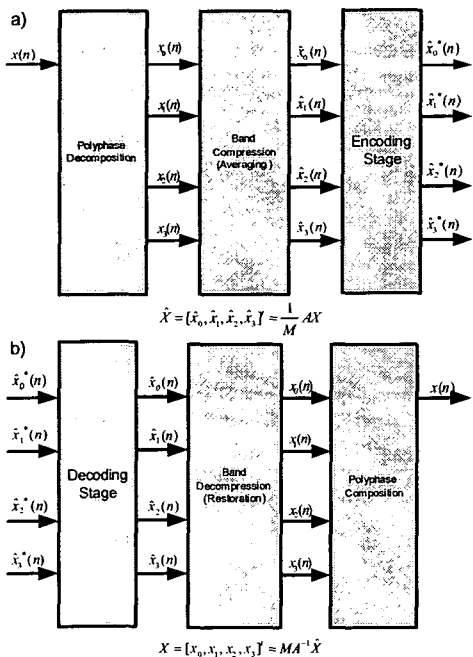 a)
x(n)
x₀(n)
x₁(n)
x₂(n)
x₃(n)
Polyphase
Decomposition
Band
Compression
(Averaging)
x̂₀(n)
x̂₁(n)
x̂₂(n)
x̂₃(n)
Encoding
Stage
x̂₀*(n)
x̂₁*(n)
x̂₂*(n)
x̂₃*(n)
X̂ = [x̂₀, x̂₁, x̂₂, x̂₃]ᵗ = 1/M AX
b)
x̂₀*(n)
x̂₁*(n)
x̂₂*(n)
x̂₃*(n)
Decoding
Stage
x̂₀(n)
x̂₁(n)
x̂₂(n)
x̂₃(n)
Band
Decompression
(Restoration)
x₀(n)
x₁(n)
x₂(n)
x₃(n)
Polyphase
Composition
x(n)
X = [x₀, x₁, x₂, x₃]ᵗ = MA⁻¹X̂